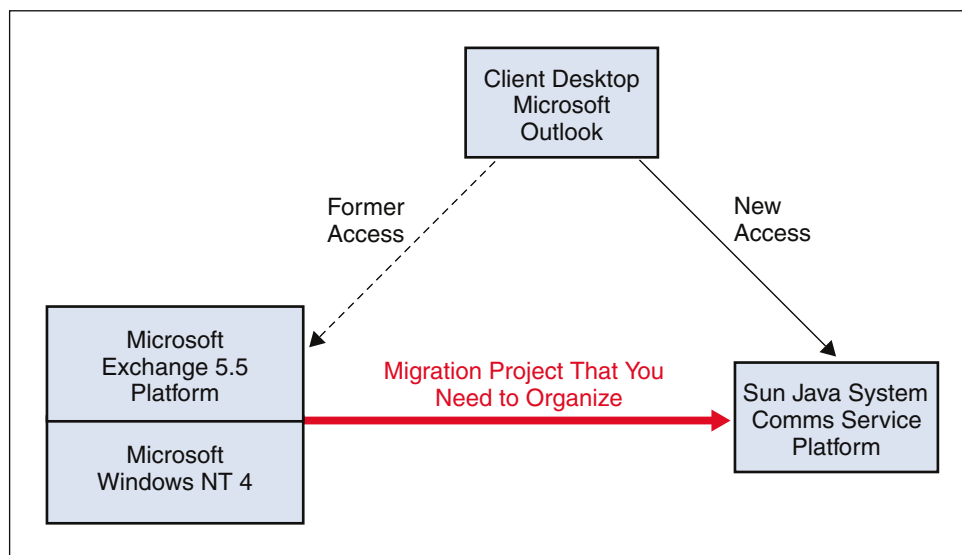 Client Desktop
Microsoft
Outlook
Former
Access
New
Access
Microsoft
Exchange 5.5
Platform
Migration Project That You
Need to Organize
Sun Java System
Comms Service
Platform
Microsoft
Windows NT 4